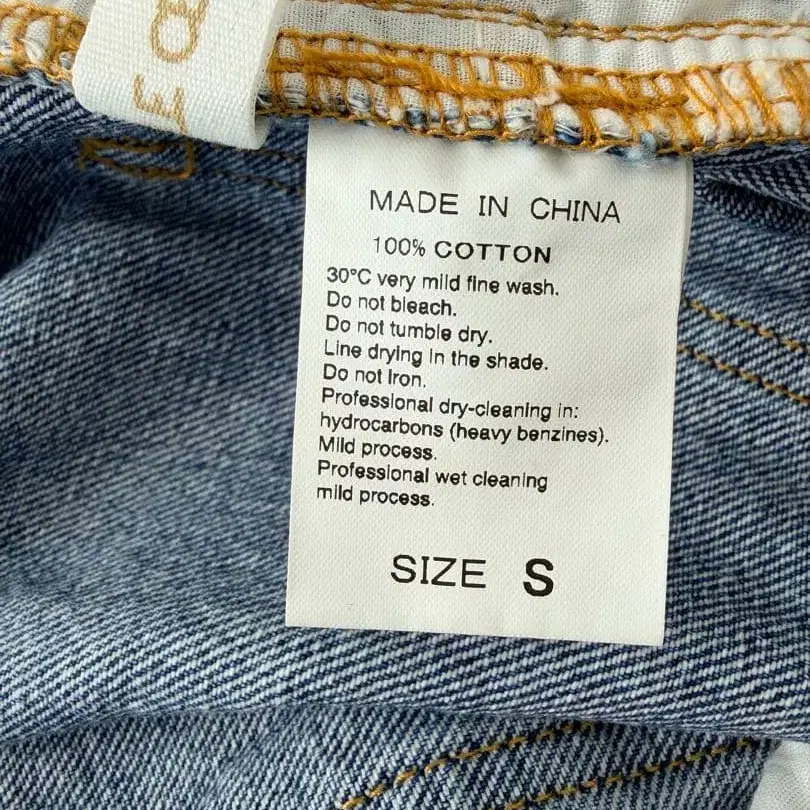 MADE IN CHINA
100% COTTON
30°C very mild fine wash.
Do not bleach.
Do not tumble dry.
Line drying in the shade.
Do not Iron.
Professional dry-cleaning in:
hydrocarbons (heavy benzines).
Mild process.
Professional wet cleaning
mild process.
SIZE S